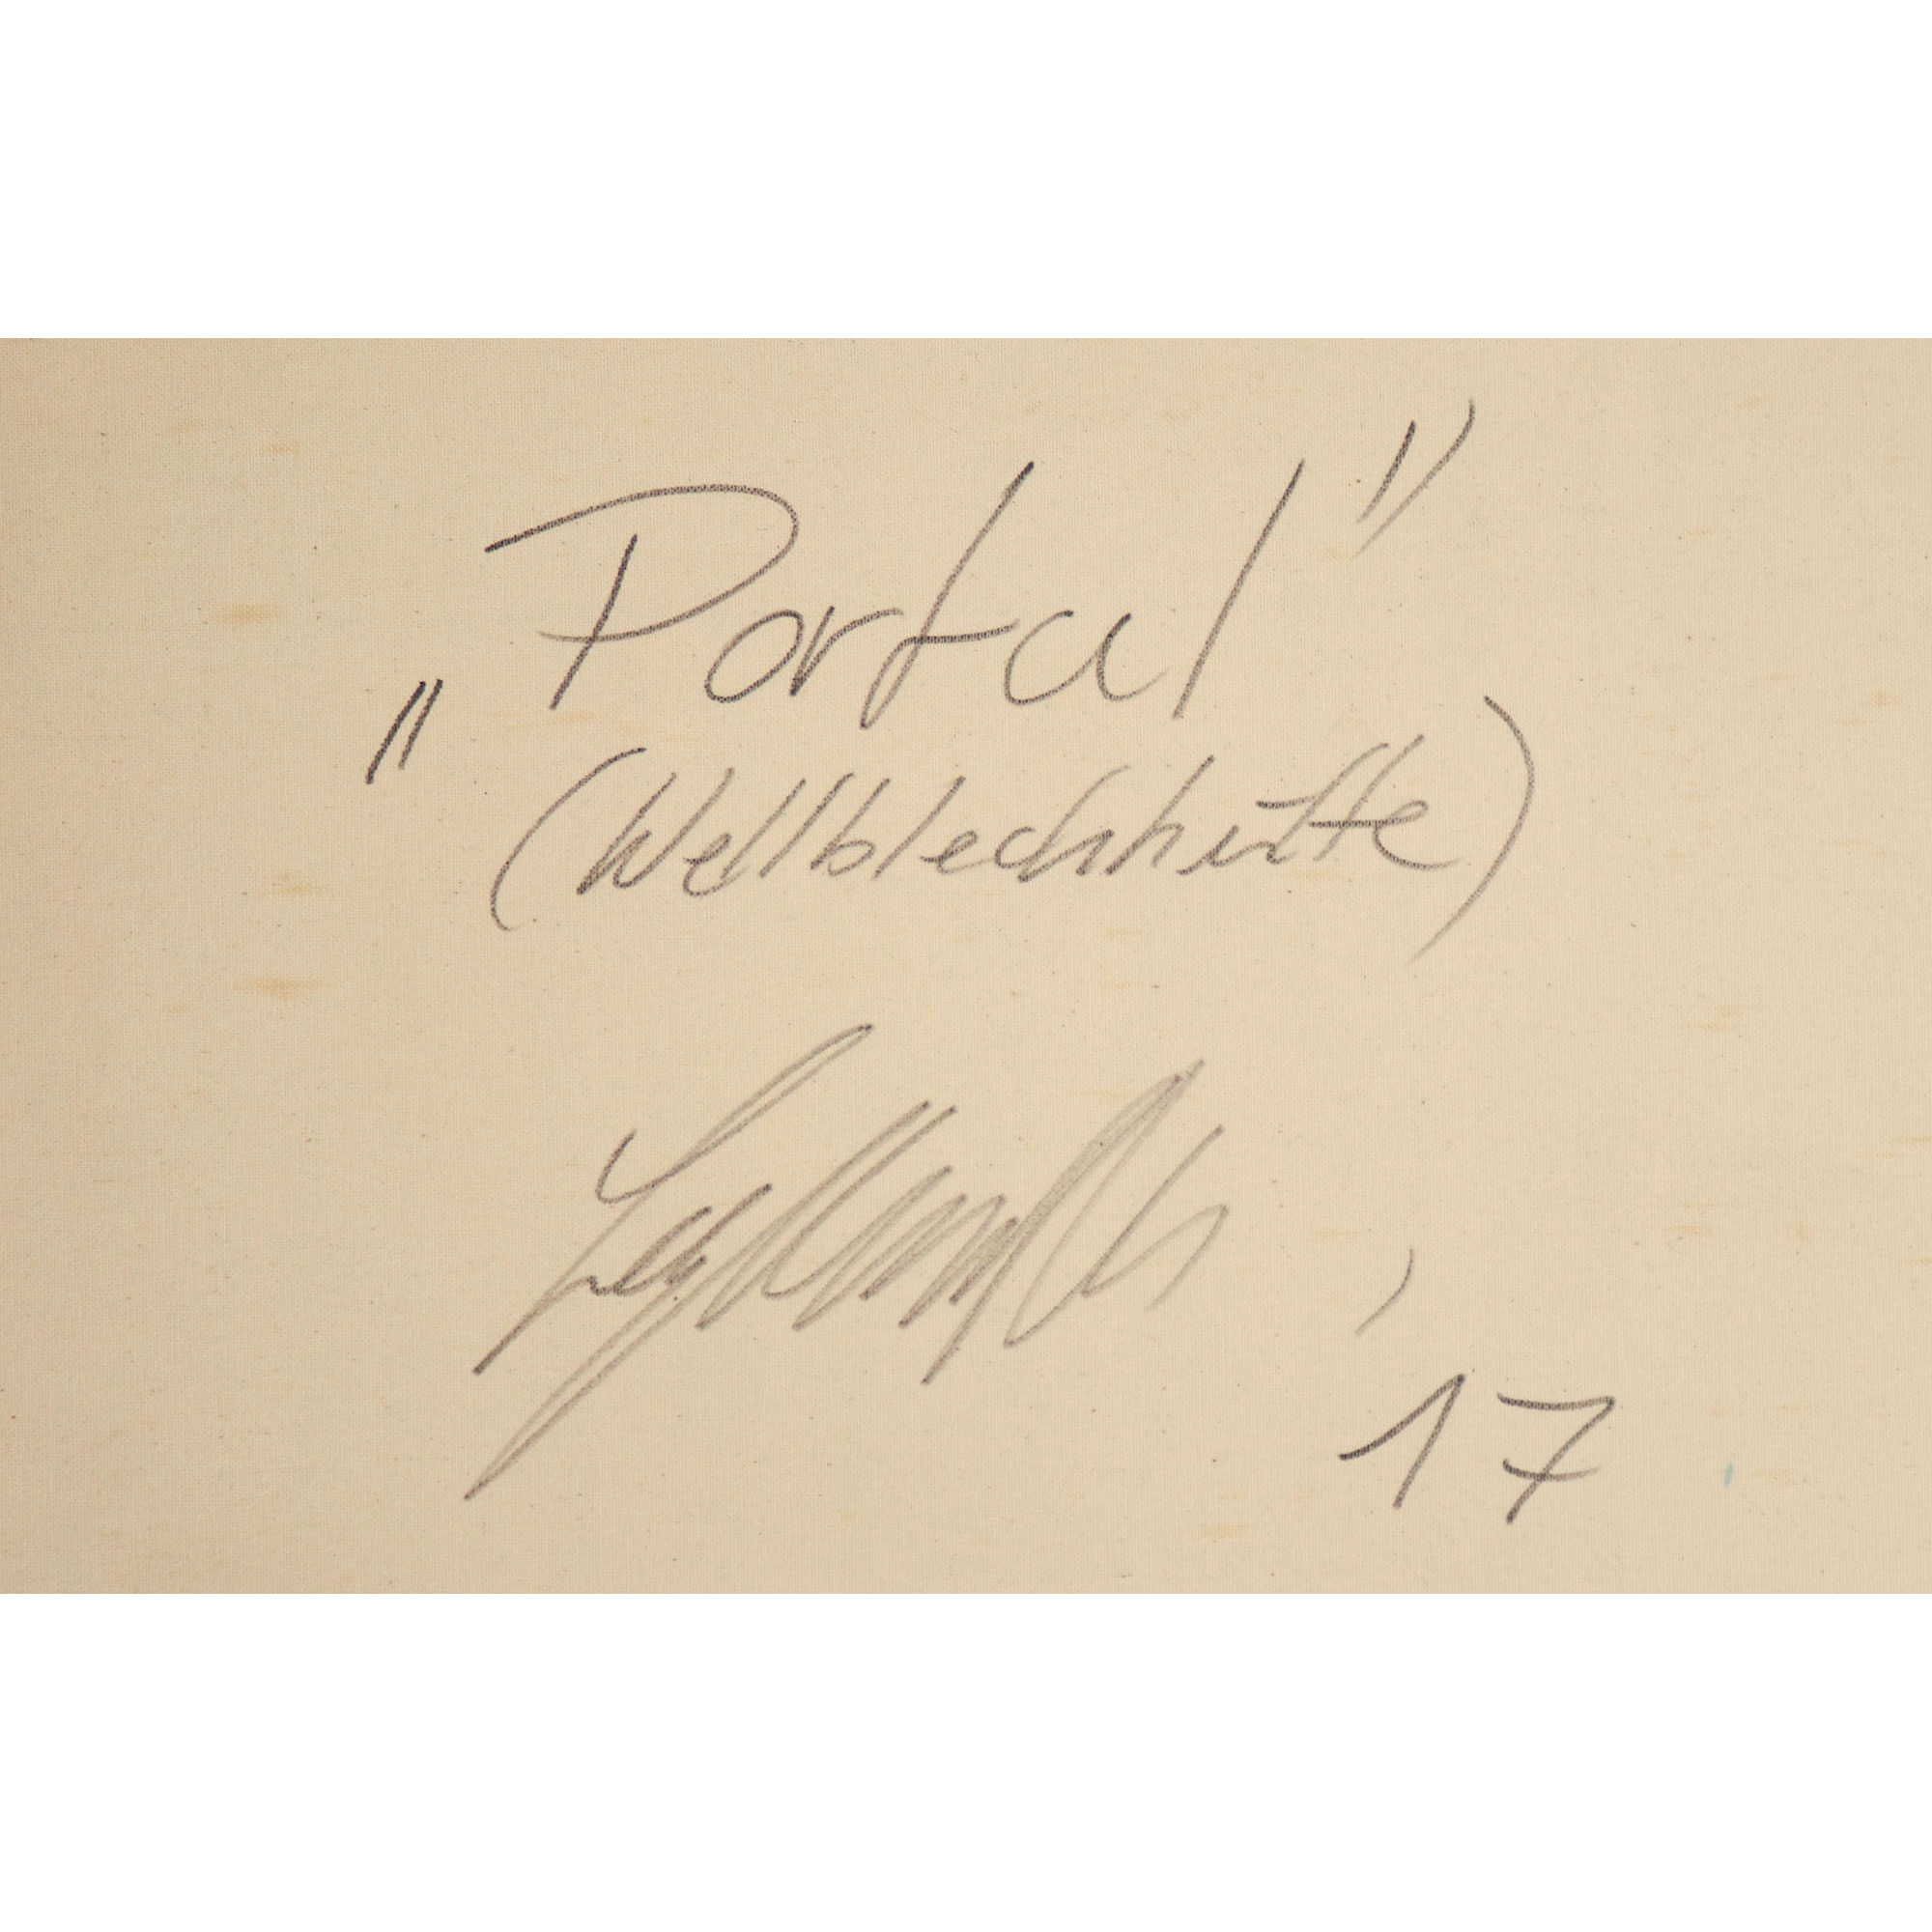 „Portal”
(Wellblechhütte)
’17